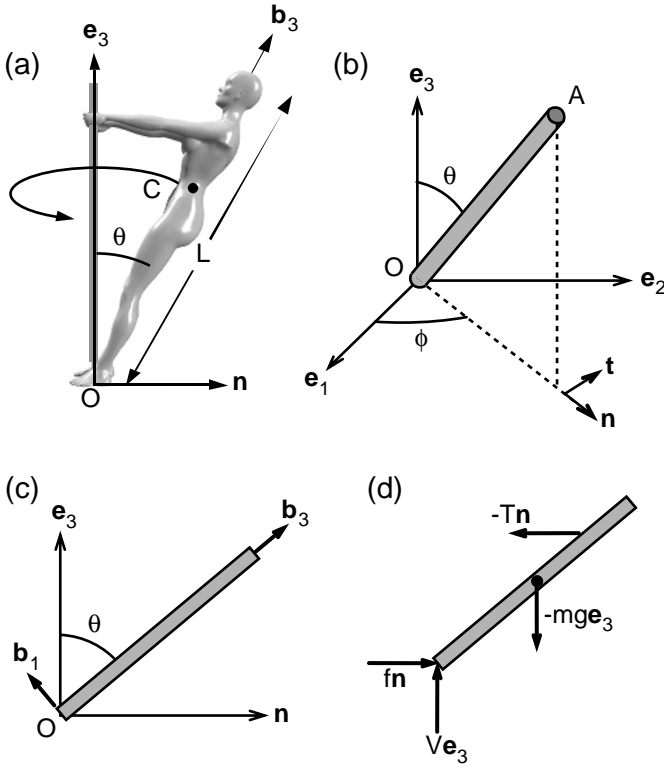 (a)
e₃
b₃
C
θ
L
O
n
(b)
e₃
A
θ
O
e₂
ϕ
e₁
t
n
(c)
e₃
b₃
θ
b₁
O
n
(d)
-Tn
-mge₃
fn
Ve₃